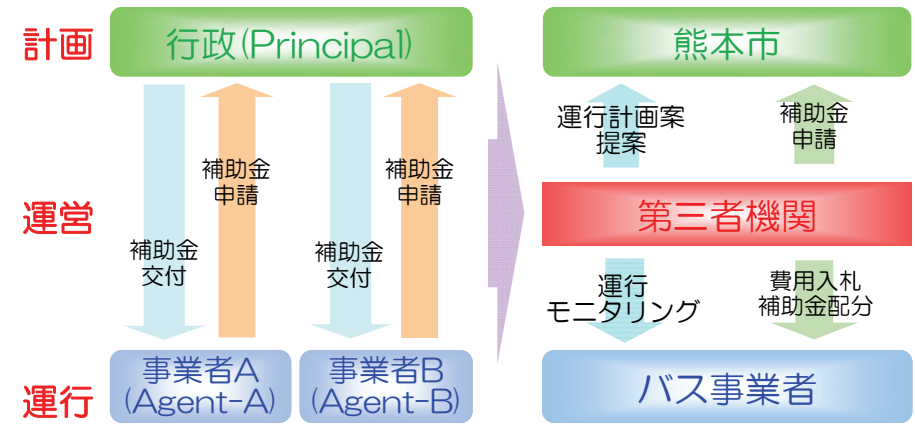 計画
行政(Principal)
熊本市
補助金
申請
補助金
申請
運行計画案
提案
補助金
申請
運営
補助金
交付
補助金
交付
第三者機関
運行
モニタリング
費用入札
補助金配分
運行
事業者A
(Agent-A)
事業者B
(Agent-B)
バス事業者